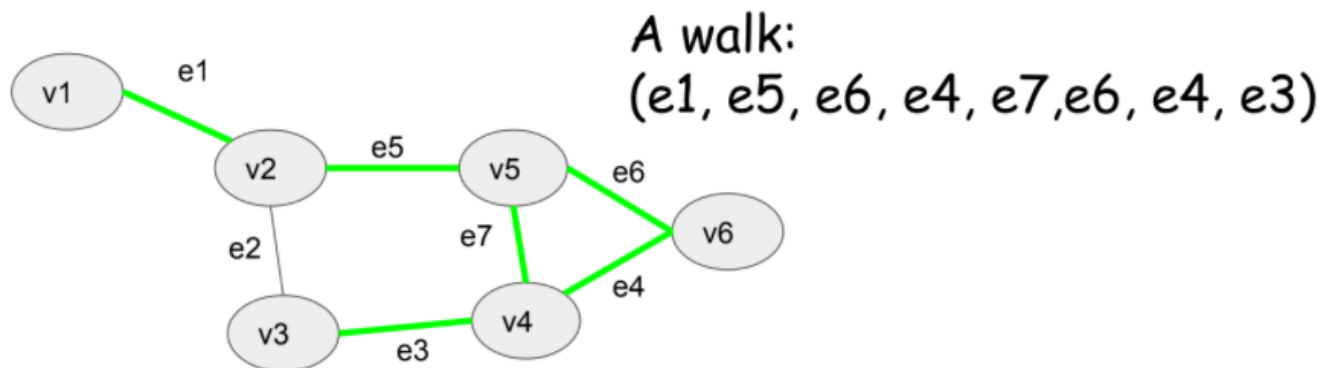 A walk:
(e1, e5, e6, e4, e7,e6, e4, e3)
v1
e1
v2
e5
v5
e6
e2
e7
v6
e4
v3
e3
v4